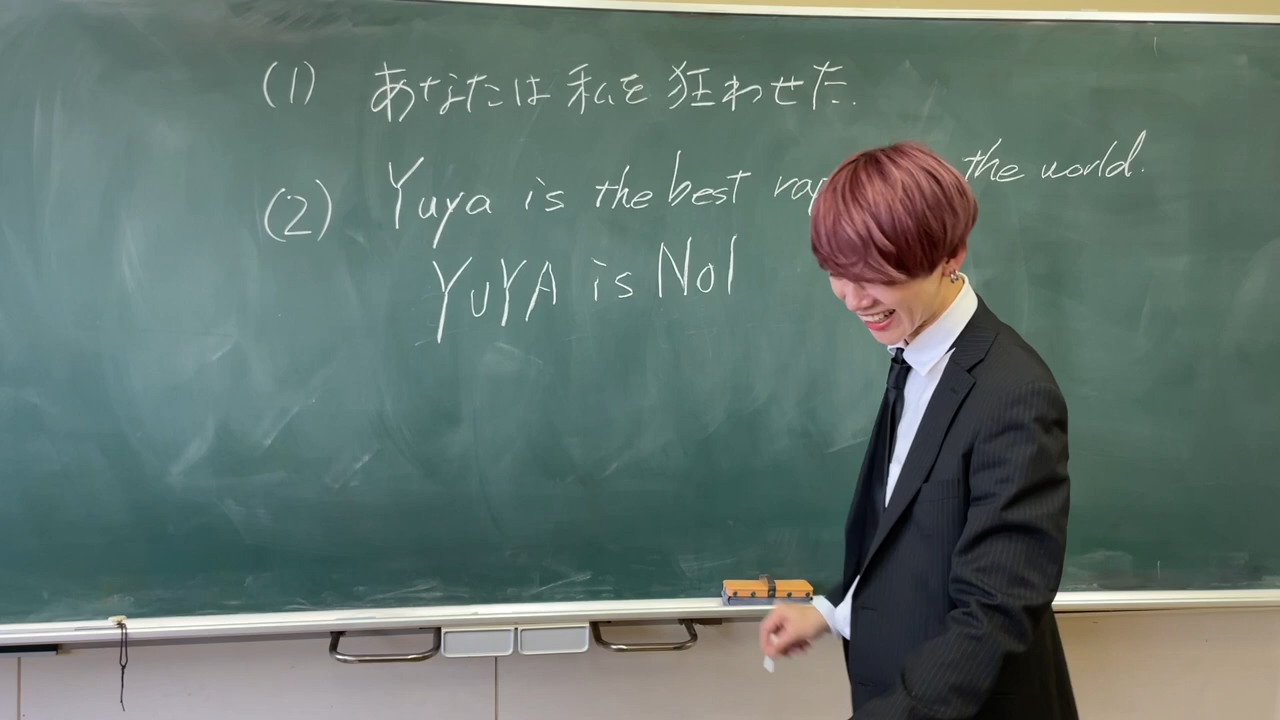 (1) あなたは私を狂わせた.
(2) Yuya is the best the world.
YUYA is No1